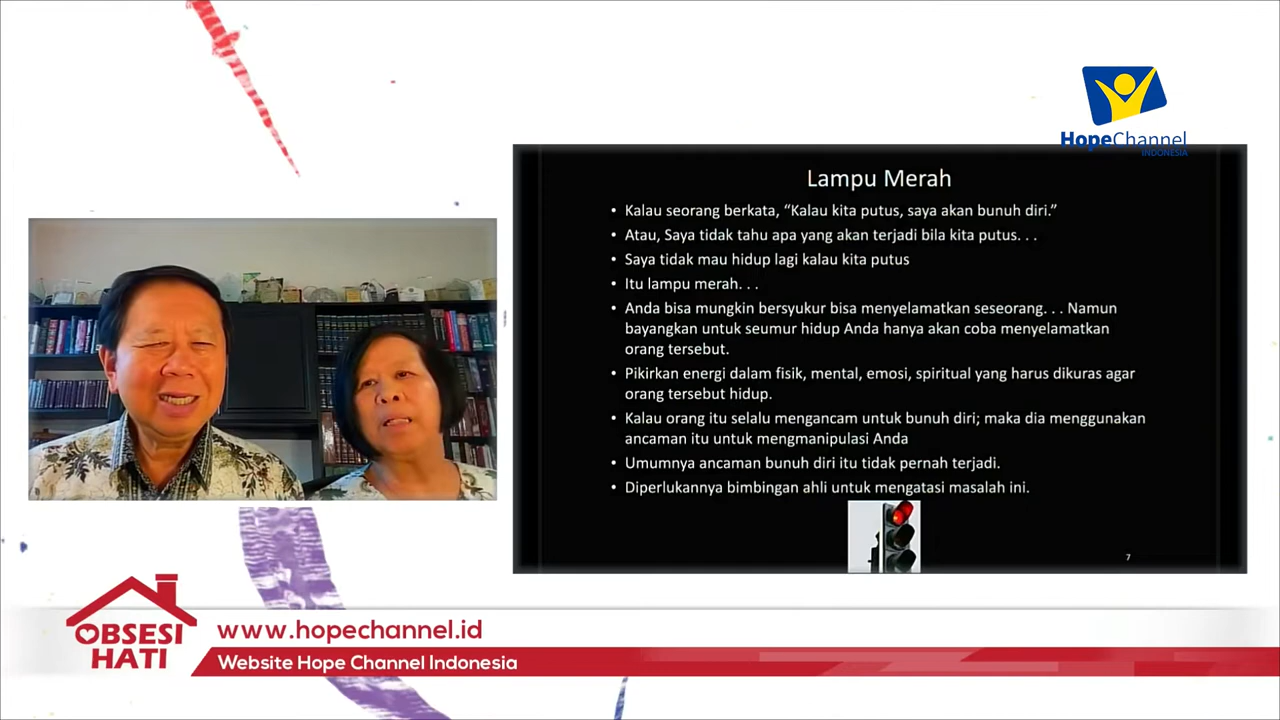 HopeChannel
INDONESIA
Lampu Merah
• Kalau seorang berkata, “Kalau kita putus, saya akan bunuh diri.”
• Atau, Saya tidak tahu apa yang akan terjadi bila kita putus. . .
• Saya tidak mau hidup lagi kalau kita putus
• Itu lampu merah. . .
• Anda bisa mungkin bersyukur bisa menyelamatkan seseorang. . . Namun
bayangkan untuk seumur hidup Anda hanya akan coba menyelamatkan
orang tersebut.
• Pikirkan energi dalam fisik, mental, emosi, spiritual yang harus dikuras agar
orang tersebut hidup.
• Kalau orang itu selalu mengancam untuk bunuh diri; maka dia menggunakan
ancaman itu untuk mengmanipulasi Anda
• Umumnya ancaman bunuh diri itu tidak pernah terjadi.
• Diperlukannya bimbingan ahli untuk mengatasi masalah ini.
7
OBSESI
HATI
www.hopechannel.id
Website Hope Channel Indonesia